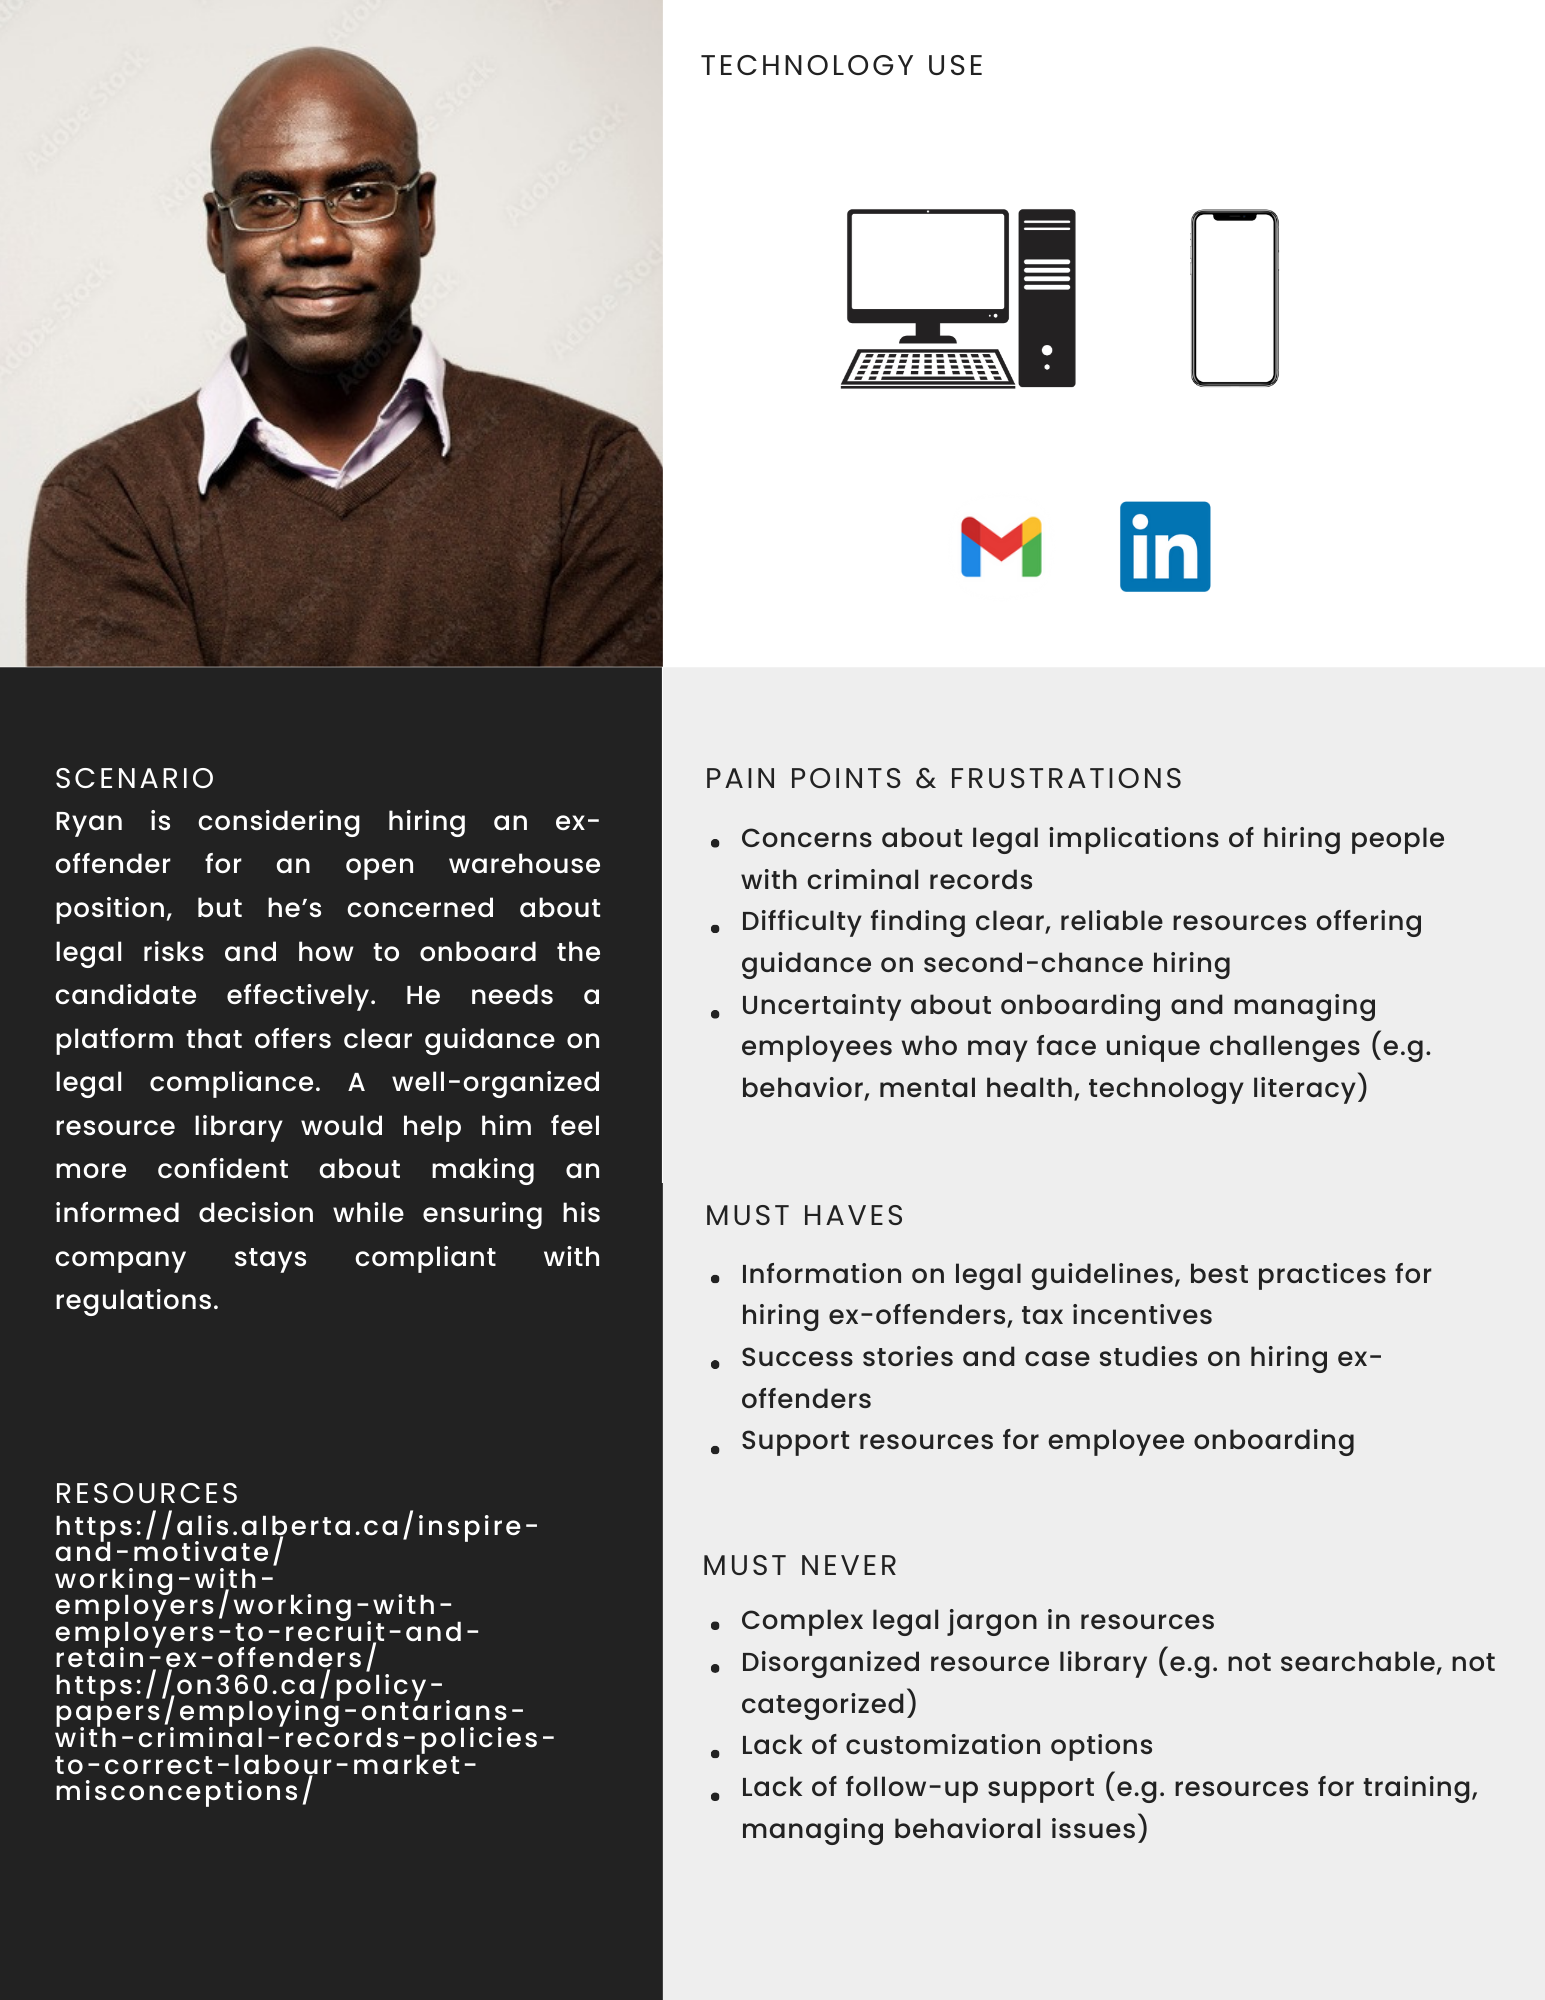 Adobe Stock
TECHNOLOGY USE
in
SCENARIO
Ryan is considering hiring an ex-
offender for an open warehouse
position, but he’s concerned about
legal risks and how to onboard the
candidate effectively. He needs a
platform that offers clear guidance on
legal compliance. A well-organized
resource library would help him feel
more confident about making an
informed decision while ensuring his
company stays compliant with
regulations.
RESOURCES
https://alis.alberta.ca/inspire-
and-motivate/
working-with-
employers/working-with-
employers-to-recruit-and-
retain-ex-offenders/
https://on360.ca/policy-
papers/employing-ontarians-
with-criminal-records-policies-
to-correct-labour-market-
misconceptions/
PAIN POINTS & FRUSTRATIONS
• Concerns about legal implications of hiring people
with criminal records
• Difficulty finding clear, reliable resources offering
guidance on second-chance hiring
• Uncertainty about onboarding and managing
employees who may face unique challenges (e.g.
behavior, mental health, technology literacy)
MUST HAVES
• Information on legal guidelines, best practices for
hiring ex-offenders, tax incentives
• Success stories and case studies on hiring ex-
offenders
• Support resources for employee onboarding
MUST NEVER
• Complex legal jargon in resources
• Disorganized resource library (e.g. not searchable, not
categorized)
• Lack of customization options
• Lack of follow-up support (e.g. resources for training,
managing behavioral issues)